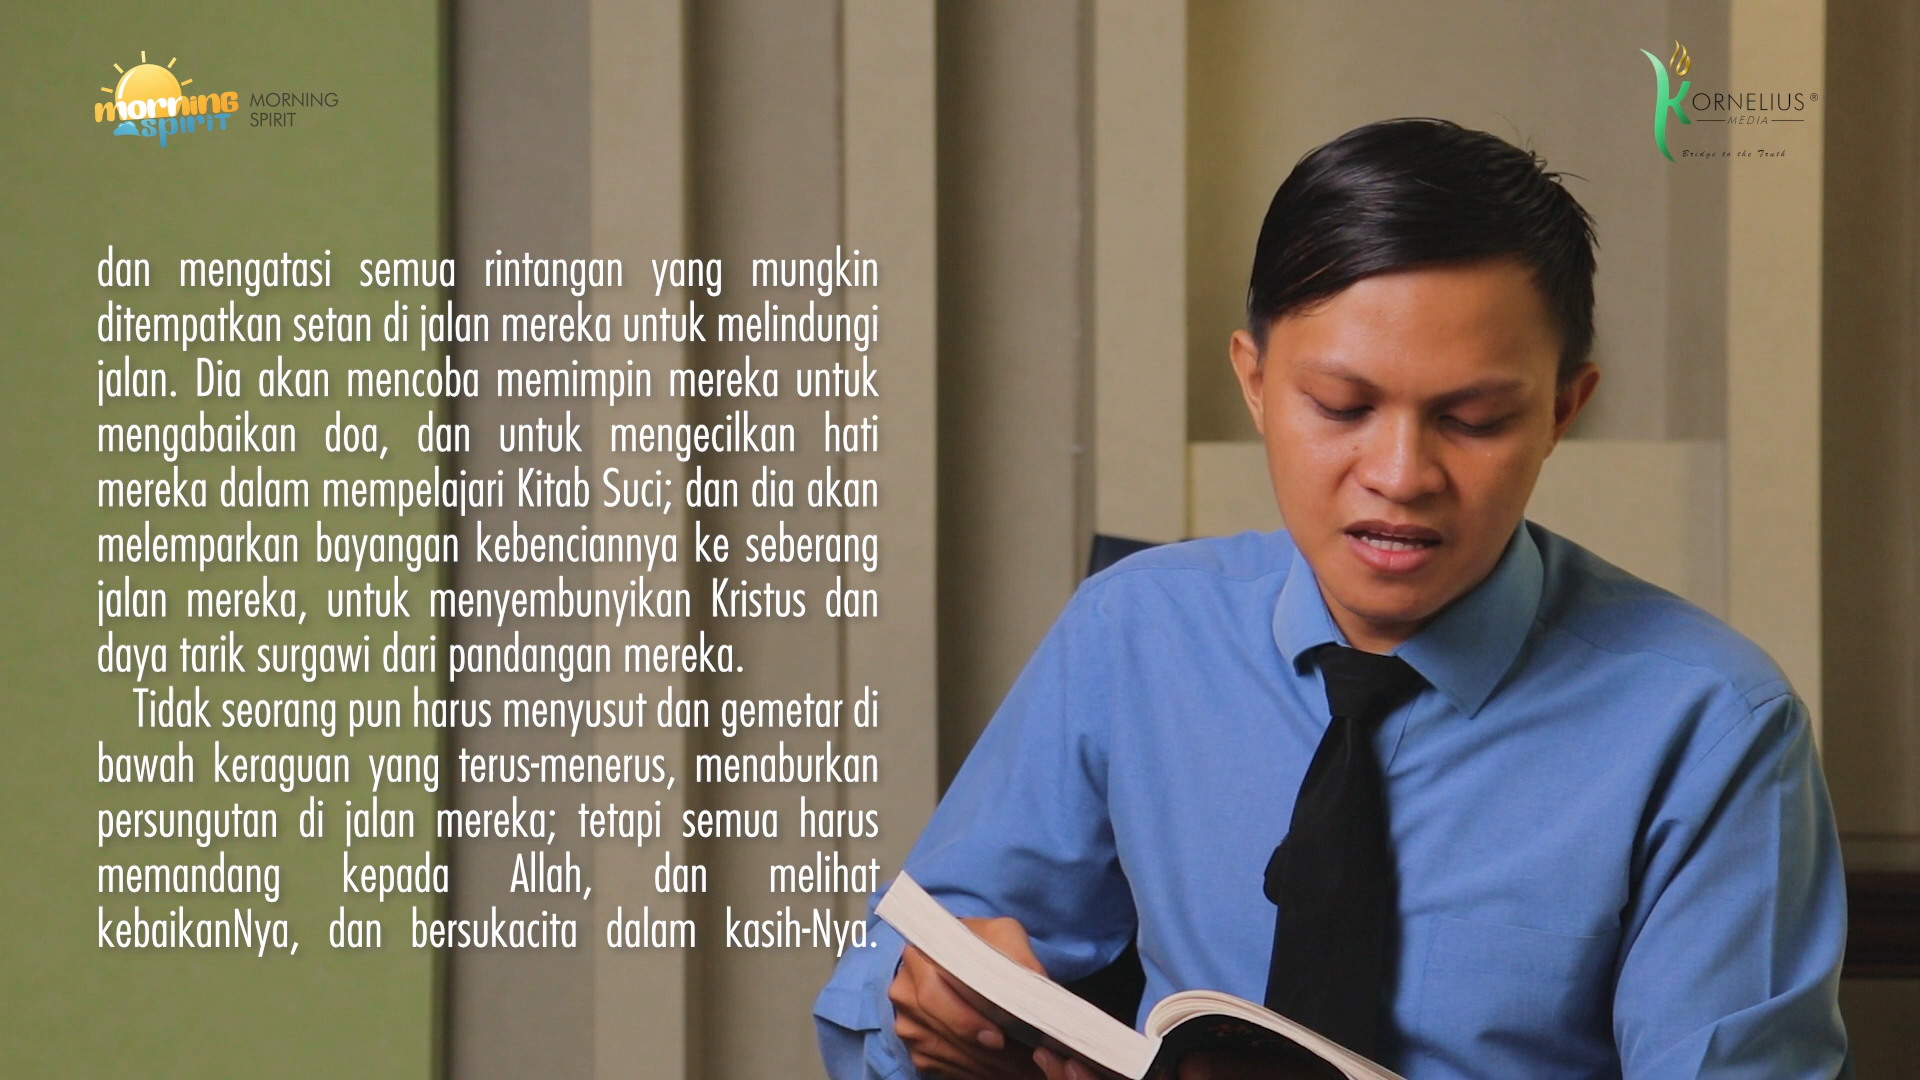 morning
spirit
MORNING
SPIRIT
KORNELIUS®
MEDIA
Bridge to the Truth
dan mengatasi semua rintangan yang mungkin
ditempatkan setan di jalan mereka untuk melindungi
jalan. Dia akan mencoba memimpin mereka untuk
mengabaikan doa, dan untuk mengecilkan hati
mereka dalam mempelajari Kitab Suci; dan dia akan
melemparkan bayangan kebenciannya ke seberang
jalan mereka, untuk menyembunyikan Kristus dan
daya tarik surgawi dari pandangan mereka.
Tidak seorang pun harus menyusut dan gemetar di
bawah keraguan yang terus-menerus, menaburkan
persungutan di jalan mereka; tetapi semua harus
memandang kepada Allah, dan melihat
kebaikanNya, dan bersukacita dalam kasih-Nya.